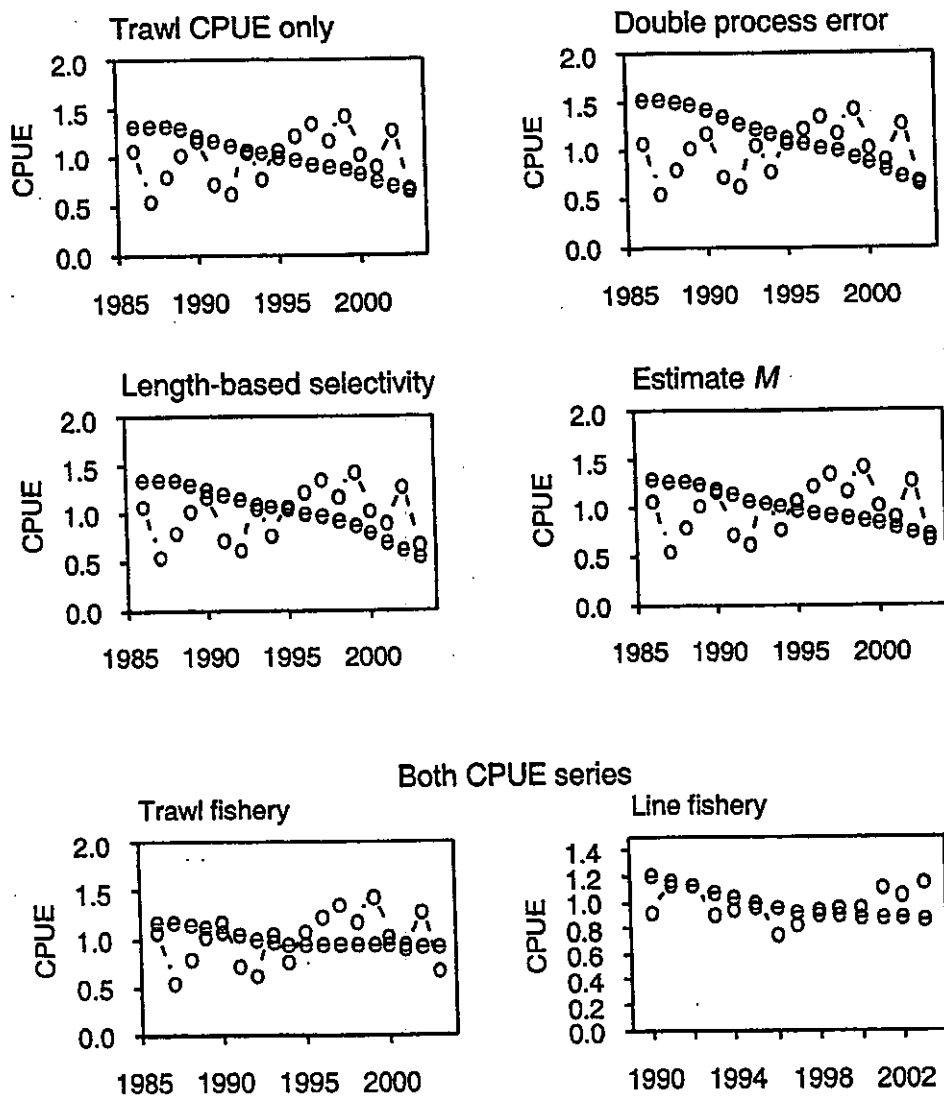 Trawl CPUE only
Double process error
2.0
1.5
1.0
0.5
0.0
CPUE
1985 1990 1995 2000
2.0
1.5
1.0
0.5
0.0
CPUE
1985 1990 1995 2000
Length-based selectivity
Estimate M
2.0
1.5
1.0
0.5
0.0
CPUE
1985 1990 1995 2000
2.0
1.5
1.0
0.5
0.0
CPUE
1985 1990 1995 2000
Both CPUE series
Trawl fishery
Line fishery
2.0
1.5
1.0
0.5
0.0
CPUE
1985 1990 1995 2000
1.4
1.2
1.0
0.8
0.6
0.4
0.2
0.0
CPUE
1990 1994 1998 2002